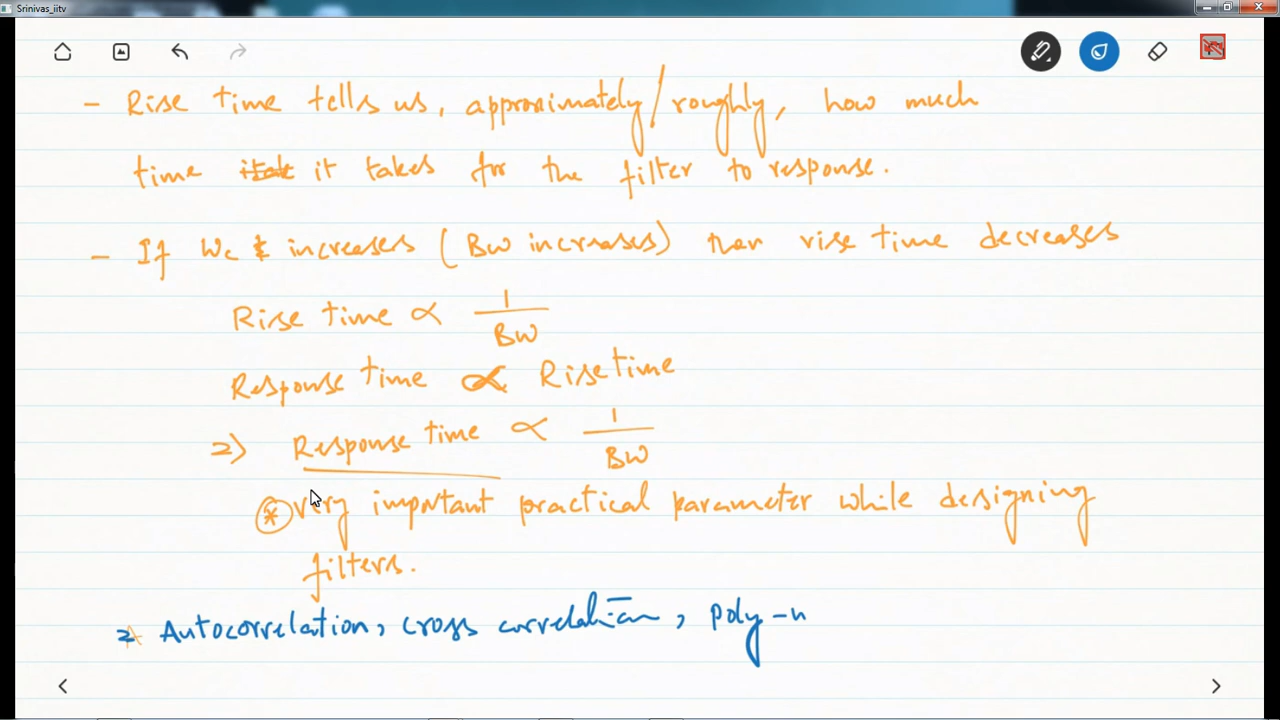 Srinivas_iitv
- Rise time tells us, approximately/roughly, how much
time it takes for the filter to response.
- If Wc increases (BW increases) then rise time decreases
Rise time ∝ 1/BW
Response time ∝ Rise time
=> Response time ∝ 1/BW
* very important practical parameter while designing
filters.
Autocorrelation, cross correlation, poly-n